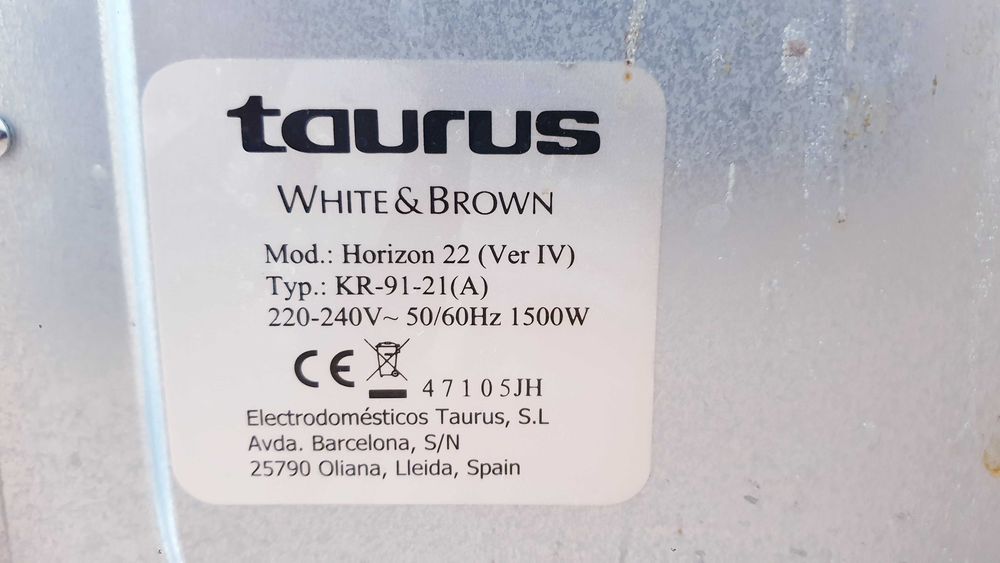 taurus
WHITE & BROWN
Mod.: Horizon 22 (Ver IV)
Typ.: KR-91-21(A)
220-240V~ 50/60Hz 1500W
CE 47105JH
Electrodomésticos Taurus, S.L
Avda. Barcelona, S/N
25790 Oliana, Lleida, Spain